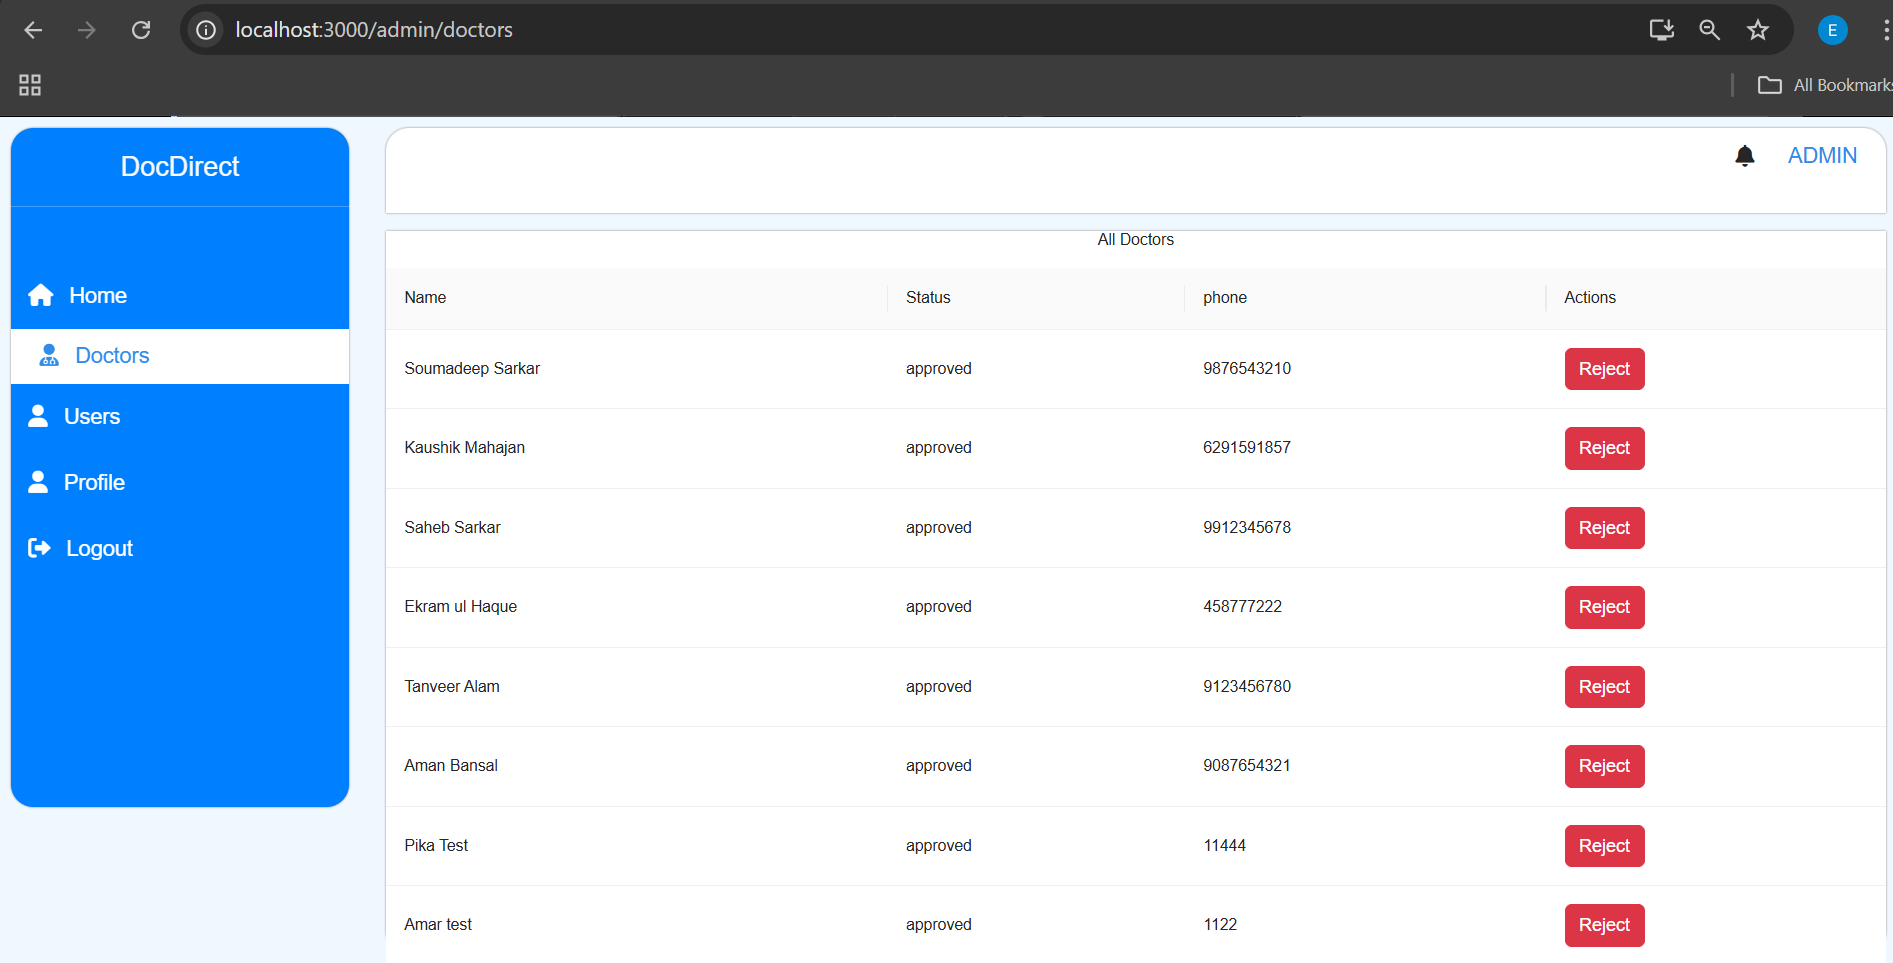 localhost:3000/admin/doctors
E
All Bookmarks
DocDirect
Home
Doctors
Users
Profile
Logout
ADMIN
All Doctors
Name Status phone Actions
Soumadeep Sarkar approved 9876543210 Reject
Kaushik Mahajan approved 6291591857 Reject
Saheb Sarkar approved 9912345678 Reject
Ekram ul Haque approved 458777222 Reject
Tanveer Alam approved 9123456780 Reject
Aman Bansal approved 9087654321 Reject
Pika Test approved 11444 Reject
Amar test approved 1122 Reject